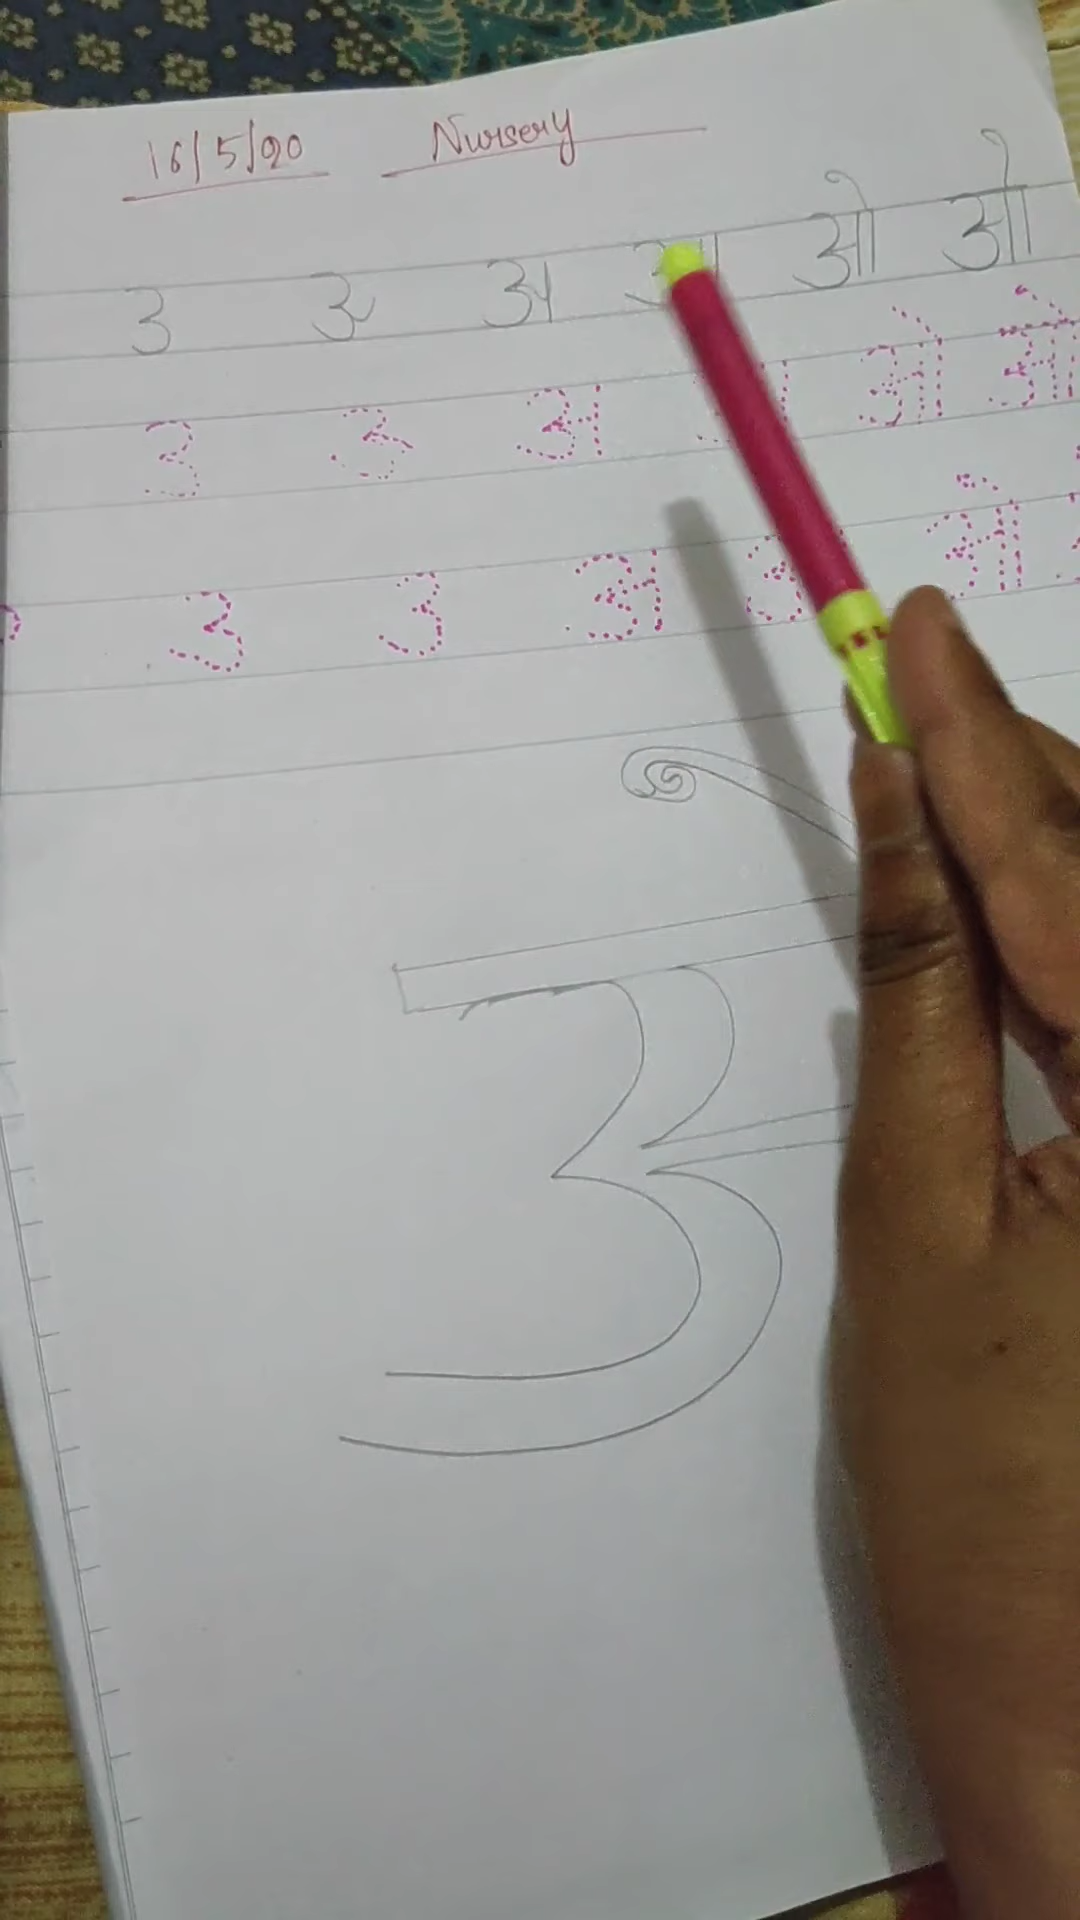 16/5/20 Nursery
उ उ अ आ ओ ओ
उ उ अ ओ ओ
उ उ अ ओ